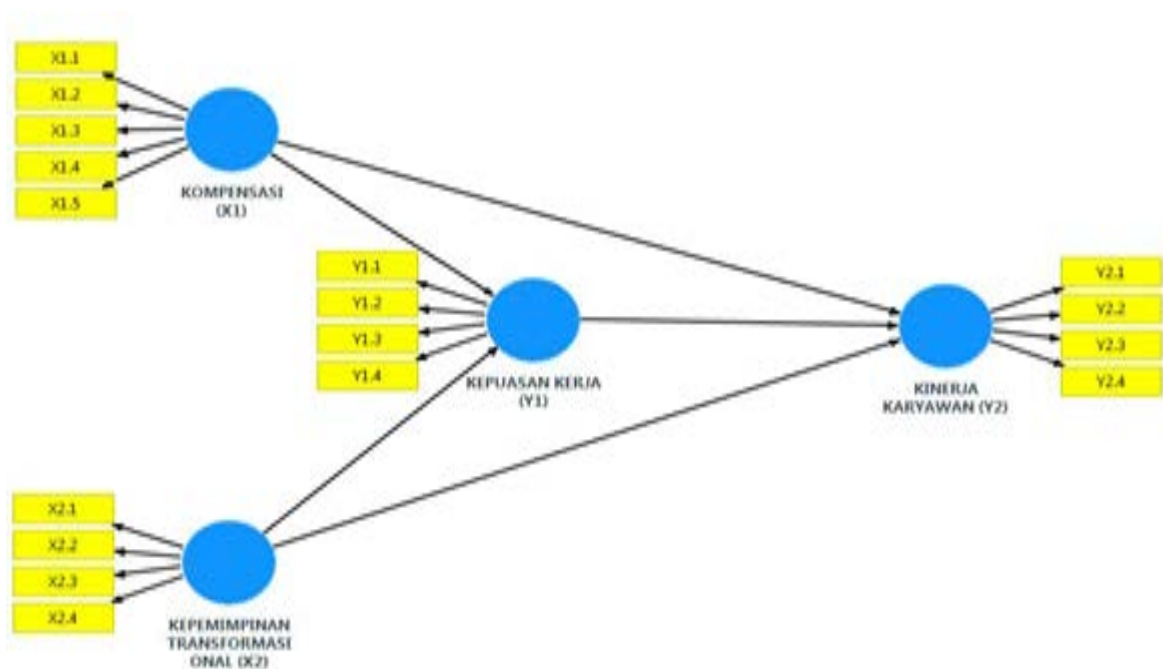 X1.1
X1.2
X1.3
X1.4
X1.5
KOMPENSASI
(X1)
Y1.1
Y1.2
Y1.3
Y1.4
KEPUASAN KERJA
(Y1)
Y2.1
Y2.2
Y2.3
Y2.4
KINERJA
KARYAWAN (Y2)
X2.1
X2.2
X2.3
X2.4
KEPEMIMPINAN
TRANSFORMASI
ONAL (X2)